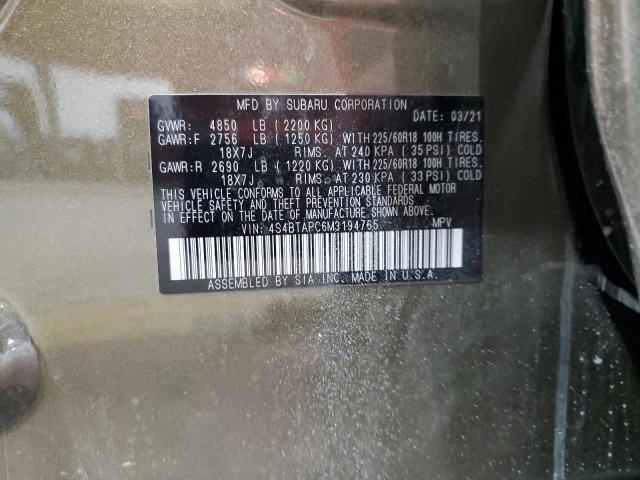 MFD BY SUBARU CORPORATION
DATE: 03/21
GVWR: 4850 LB (2200 KG)
GAWR:F 2756 LB (1250 KG) WITH 225/60R18 100H TIRES.
18X7J RIMS. AT 240 KPA (35 PSI) COLD
GAWR:R 2690 LB (1220 KG) WITH 225/60R18 100H TIRES.
18X7J RIMS. AT 230 KPA (33 PSI) COLD
THIS VEHICLE CONFORMS TO ALL APPLICABLE FEDERAL MOTOR
VEHICLE SAFETY AND THEFT PREVENTION STANDARDS
IN EFFECT ON THE DATE OF MANUFACTURE SHOWN ABOVE.
VIN: 4S4BTAPC6M3194765 MPV
ASSEMBLED BY SIA INC. MADE IN U.S.A.